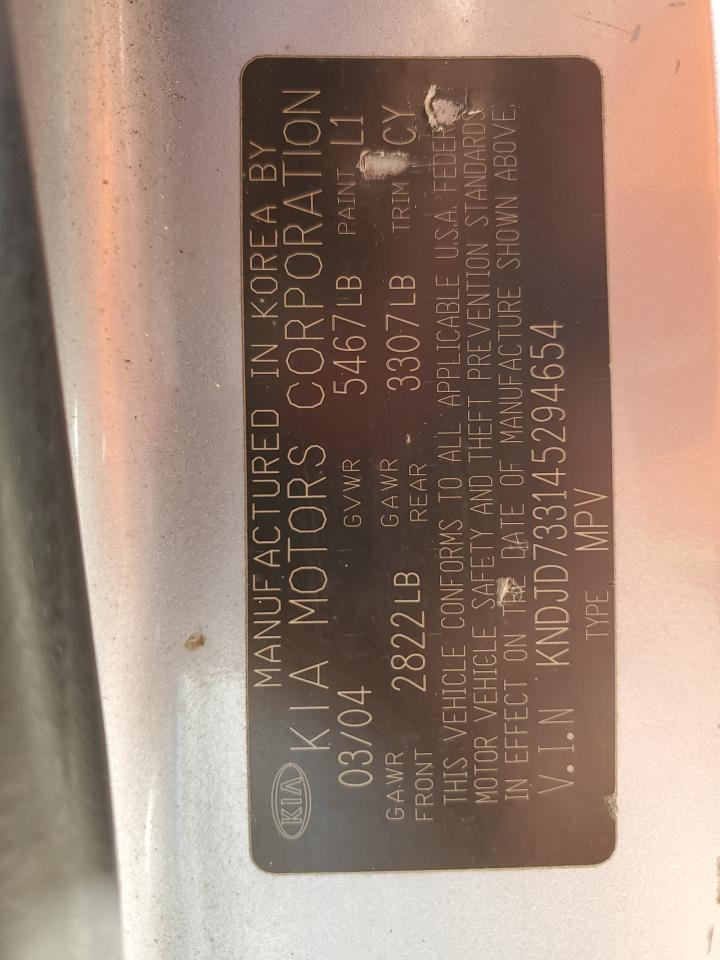 MANUFACTURED IN KOREA BY
KIA KIA MOTORS CORPORATION
03/04 GVWR 5467LB PAINT L1
GAWR FRONT 2822LB GAWR REAR 3307LB TRIM CY
THIS VEHICLE CONFORMS TO ALL APPLICABLE U.S.A. FEDER
MOTOR VEHICLE SAFETY AND THEFT PREVENTION STANDARDS
IN EFFECT ON THE DATE OF MANUFACTURE SHOWN ABOVE.
V.I.N KNDJD733145294654
TYPE MPV